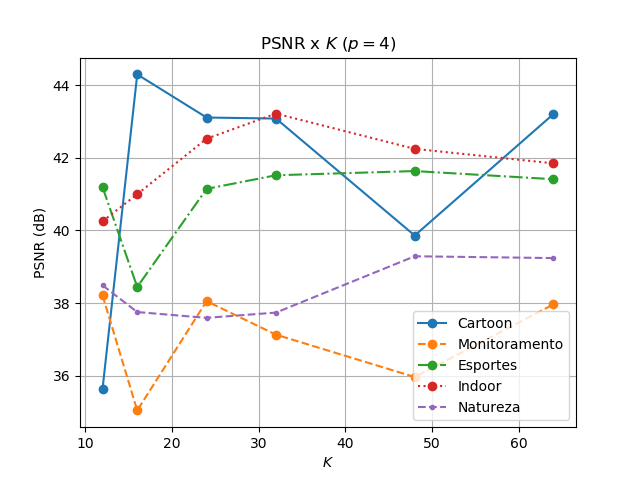 PSNR x K (p = 4)
PSNR (dB)
44
42
40
38
36
10
20
30
40
50
60
K
Cartoon
Monitoramento
Esportes
Indoor
Natureza